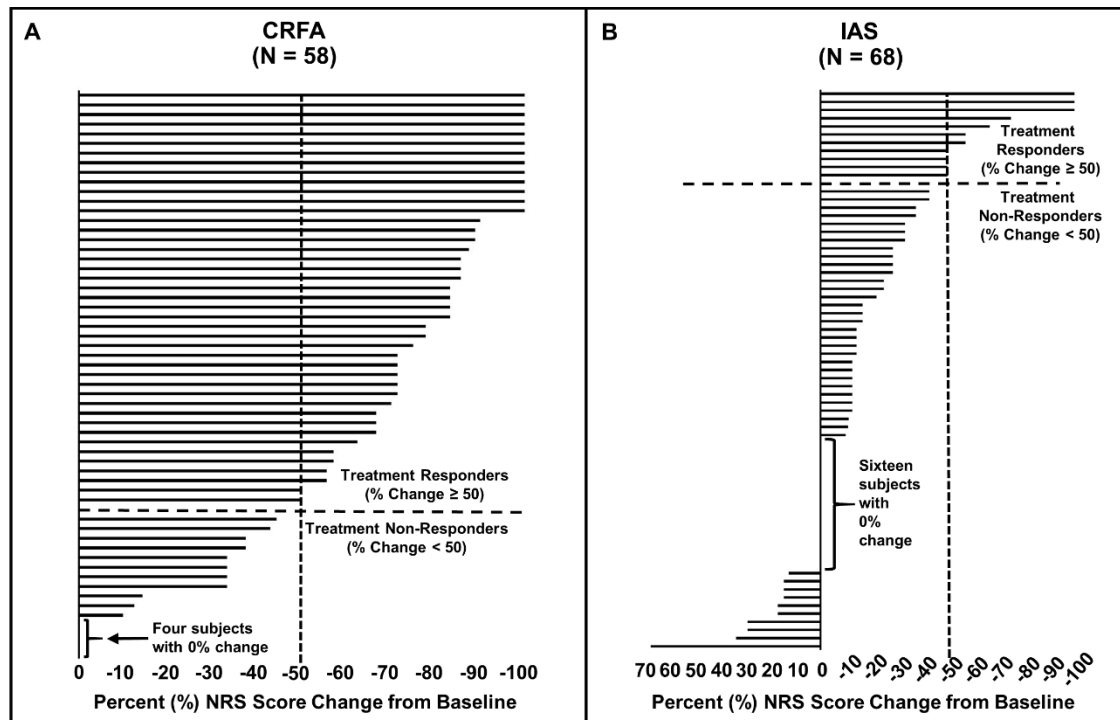 A
CRFA
(N = 58)
Treatment Responders
(% Change ≥ 50)
Treatment Non-Responders
(% Change < 50)
Four subjects
with 0% change
0 -10 -20 -30 -40 -50 -60 -70 -80 -90 -100
Percent (%) NRS Score Change from Baseline
B
IAS
(N = 68)
Treatment
Responders
(% Change ≥ 50)
Treatment
Non-Responders
(% Change < 50)
Sixteen
subjects
with
0%
change
70 60 50 40 30 20 10 0 -10 -20 -30 -40 -50 -60 -70 -80 -90 -100
Percent (%) NRS Score Change from Baseline